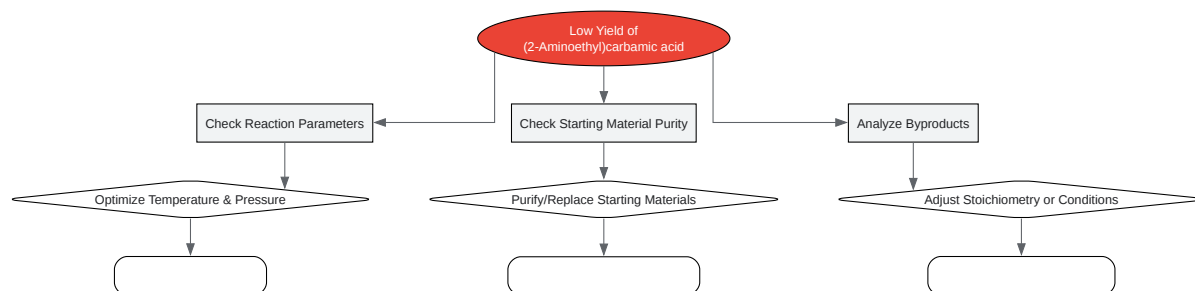 Low Yield of
(2-Aminoethyl)carbamic acid
Check Reaction Parameters
Check Starting Material Purity
Analyze Byproducts
Optimize Temperature & Pressure
Purify/Replace Starting Materials
Adjust Stoichiometry or Conditions